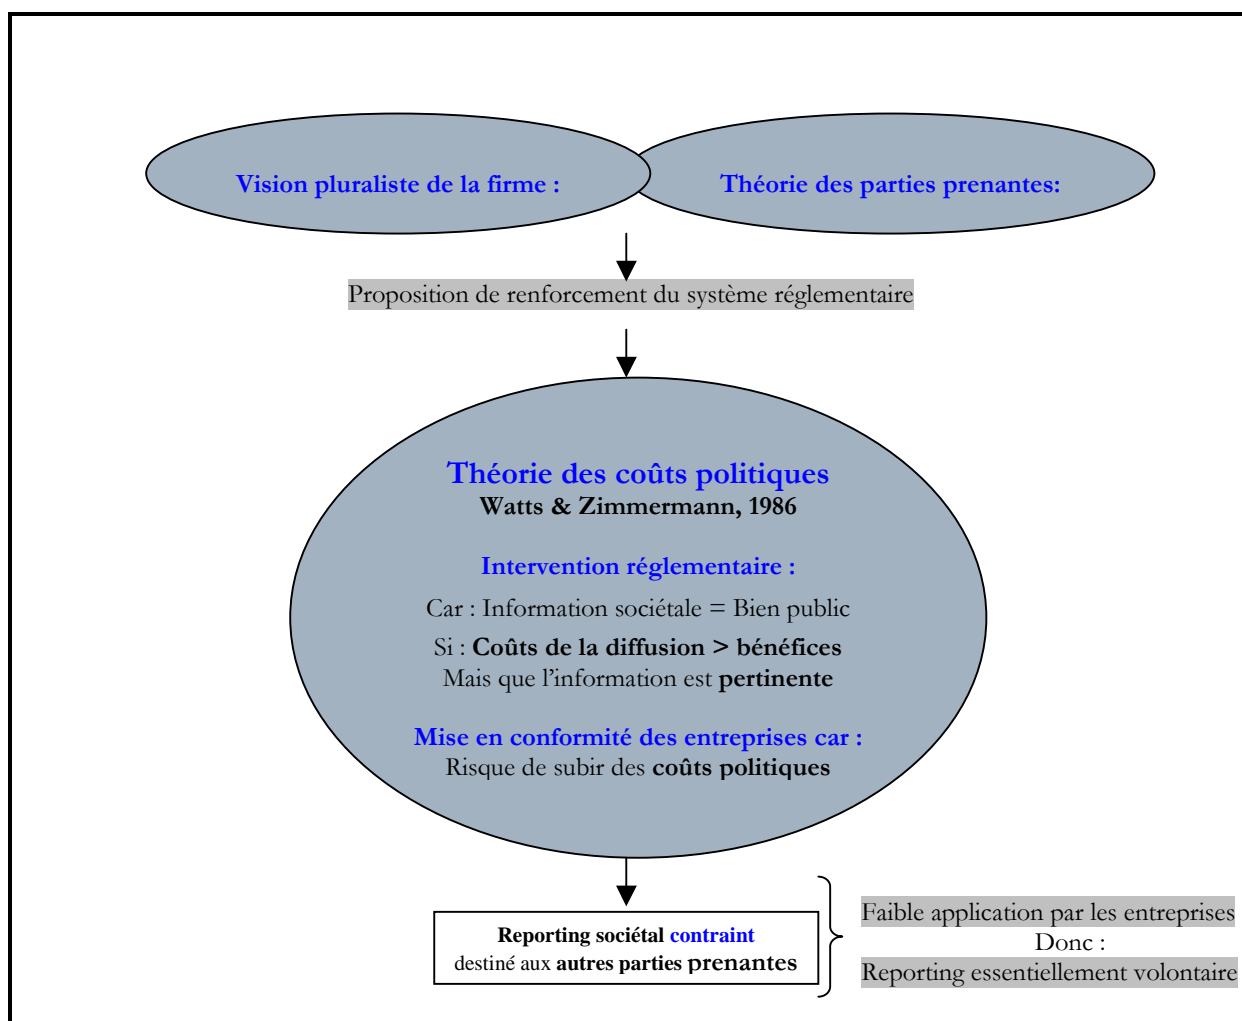 Vision pluraliste de la firme :
Théorie des parties prenantes:
Proposition de renforcement du système réglementaire
Théorie des coûts politiques
Watts & Zimmermann, 1986
Intervention réglementaire :
Car : Information sociétale = Bien public
Si : Coûts de la diffusion > bénéfices
Mais que l’information est pertinente
Mise en conformité des entreprises car :
Risque de subir des coûts politiques
Reporting sociétal contraint
destiné aux autres parties prenantes
Faible application par les entreprises
Donc :
Reporting essentiellement volontaire